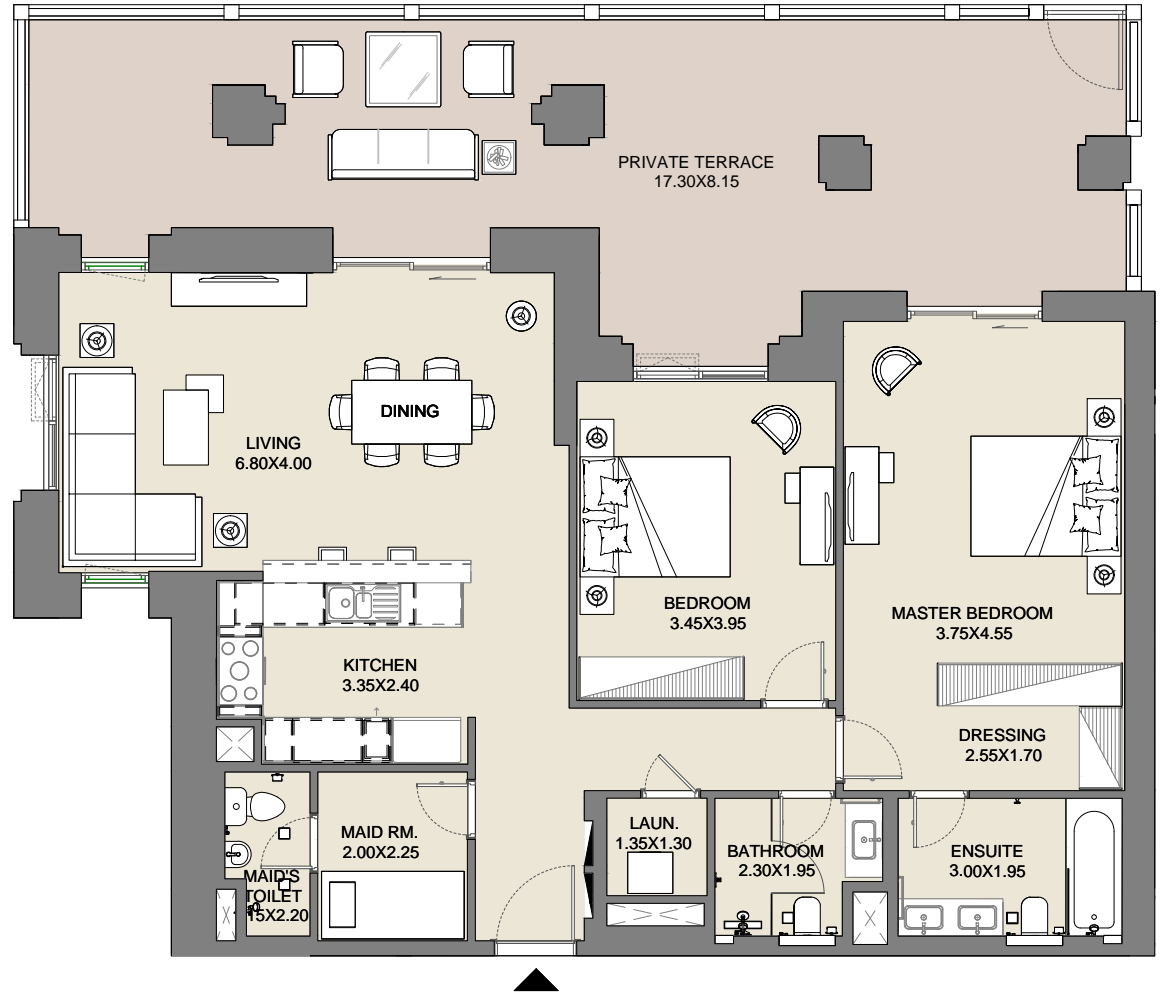 PRIVATE TERRACE
17.30X8.15
DINING
LIVING
6.80X4.00
BEDROOM
3.45X3.95
MASTER BEDROOM
3.75X4.55
KITCHEN
3.35X2.40
DRESSING
2.55X1.70
MAID RM.
2.00X2.25
LAUN.
1.35X1.30
BATHROOM
2.30X1.95
ENSUITE
3.00X1.95
MAID'S
TOILET